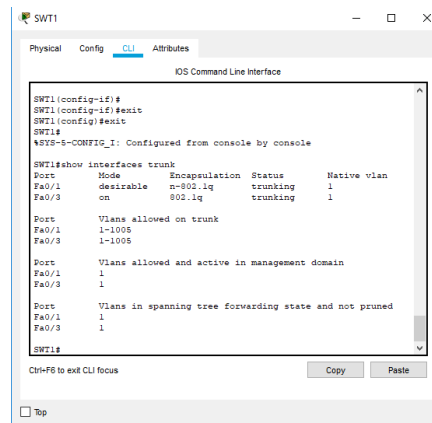 SWT1
Physical Config CLI Attributes
IOS Command Line Interface
SWT1(config-if)#
SWT1(config-if)#exit
SWT1(config)#exit
SWT1#
%SYS-5-CONFIG_I: Configured from console by console
SWT1#show interfaces trunk
Port Mode Encapsulation Status Native vlan
Fa0/1 desirable n-802.1q trunking 1
Fa0/3 on 802.1q trunking 1
Port Vlans allowed on trunk
Fa0/1 1-1005
Fa0/3 1-1005
Port Vlans allowed and active in management domain
Fa0/1 1
Fa0/3 1
Port Vlans in spanning tree forwarding state and not pruned
Fa0/1 1
Fa0/3 1
SWT1#
Ctrl+F6 to exit CLI focus
Copy Paste
Top